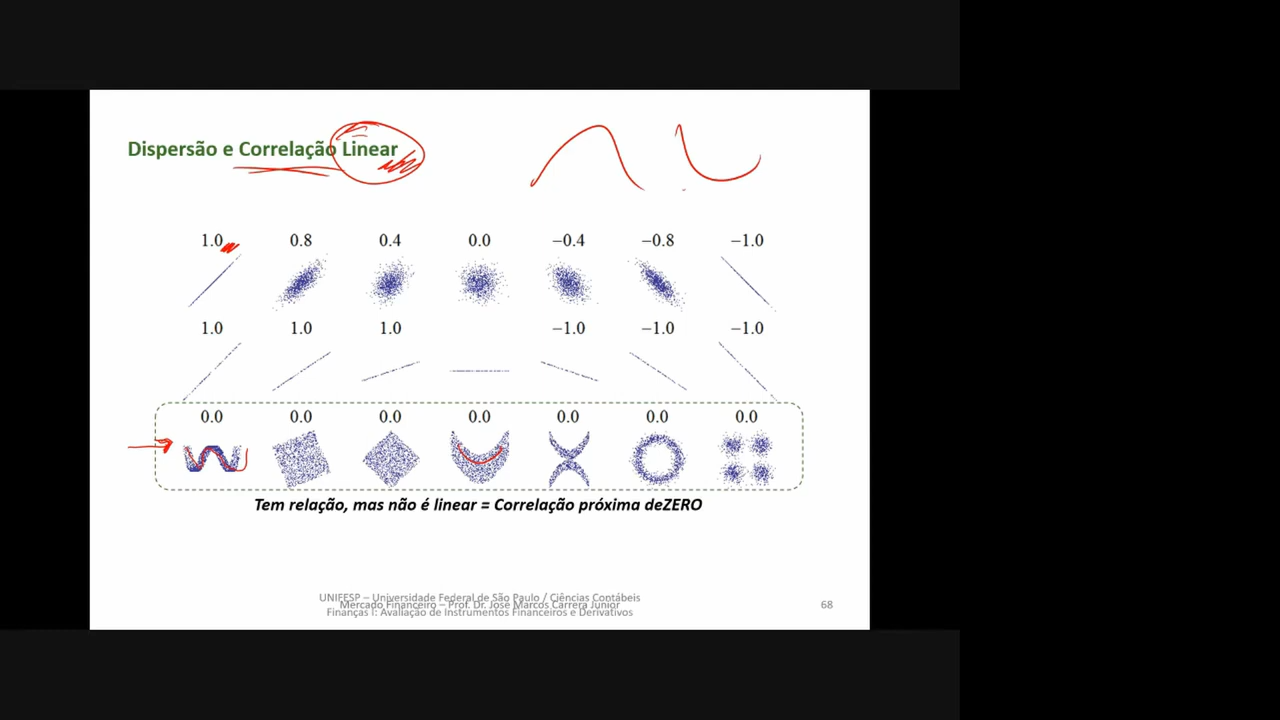 Dispersão e Correlação Linear
1.0 0.8 0.4 0.0 −0.4 −0.8 −1.0
1.0 1.0 1.0 −1.0 −1.0 −1.0
0.0 0.0 0.0 0.0 0.0 0.0 0.0
Tem relação, mas não é linear = Correlação próxima deZERO
UNIFESP – Universidade Federal de São Paulo / Ciências Contábeis
Mercado Financeiro – Prof. Dr. José Marcos Carrera Junior
Finanças I: Avaliação de Instrumentos Financeiros e Derivativos
68